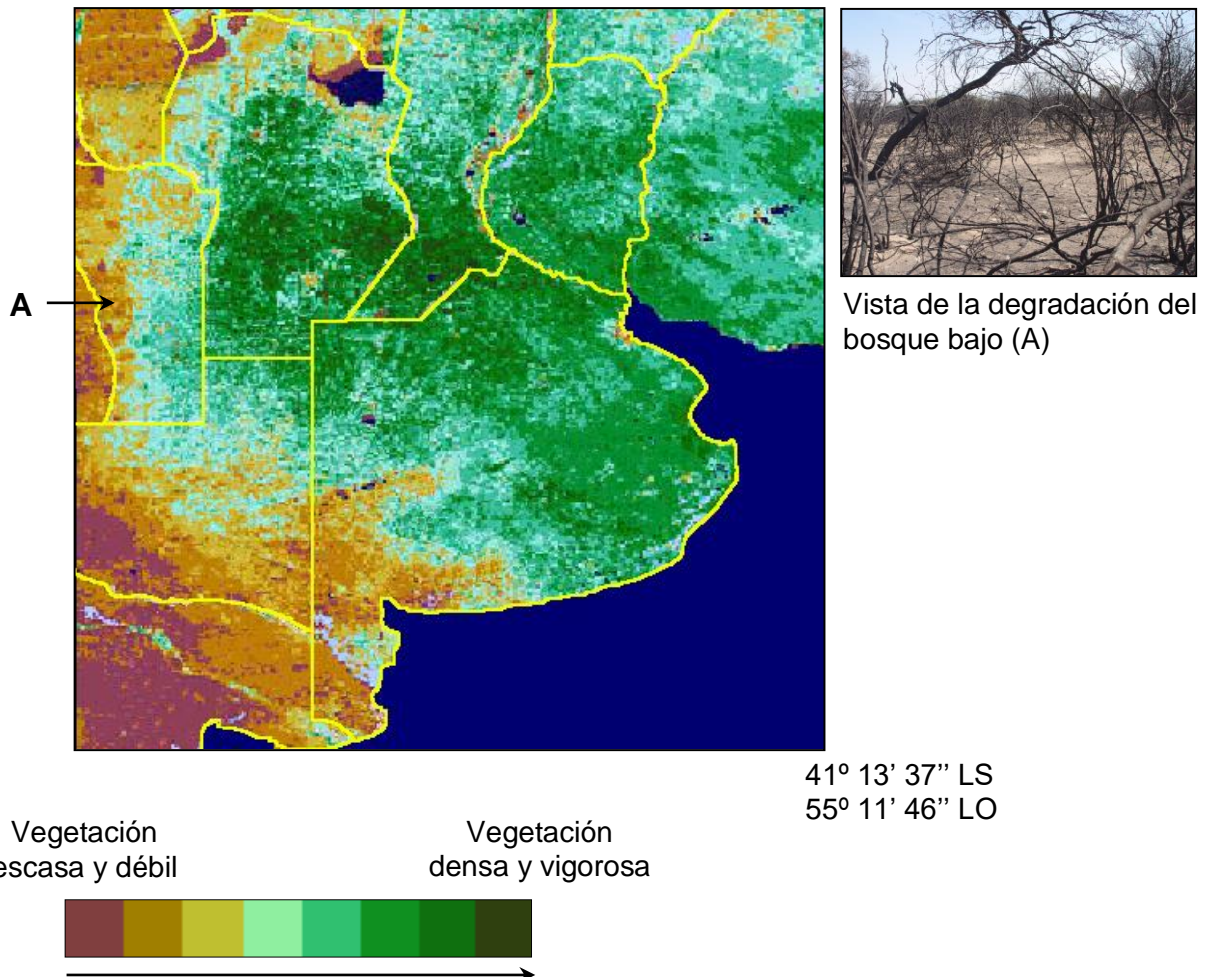 A
Vista de la degradación del
bosque bajo (A)
41º 13’ 37’’ LS
55º 11’ 46’’ LO
Vegetación
escasa y débil
Vegetación
densa y vigorosa